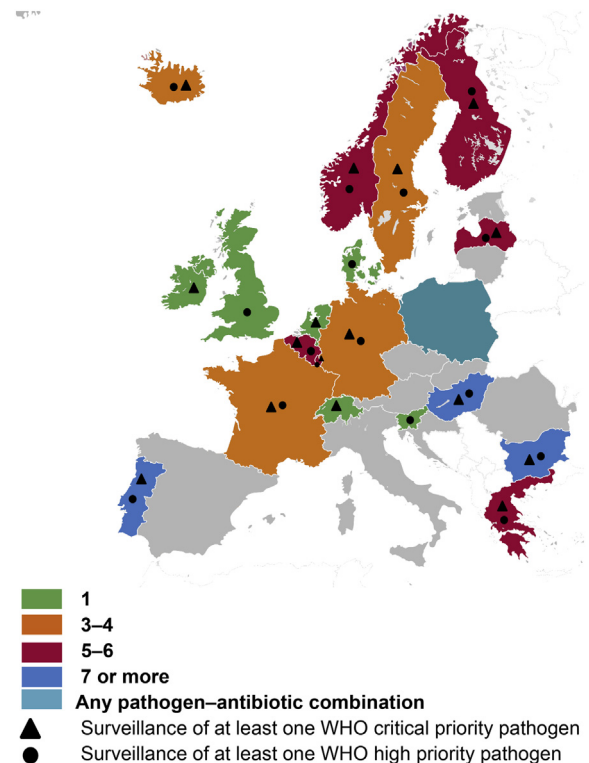 1
3–4
5–6
7 or more
Any pathogen–antibiotic combination
Surveillance of at least one WHO critical priority pathogen
Surveillance of at least one WHO high priority pathogen